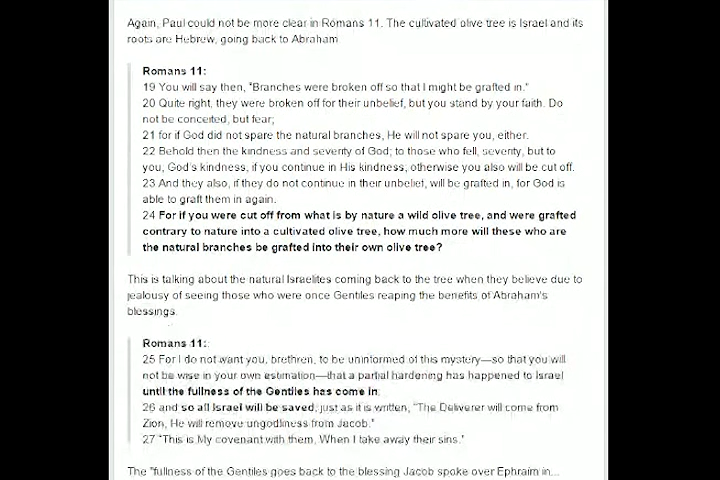 Again, Paul could not be more clear in Romans 11. The cultivated olive tree is Israel and its
roots are Hebrew, going back to Abraham
Romans 11:
19 You will say then, "Branches were broken off so that I might be grafted in."
20 Quite right, they were broken off for their unbelief, but you stand by your faith. Do
not be conceited, but fear;
21 for if God did not spare the natural branches, He will not spare you, either.
22 Behold then the kindness and severity of God; to those who fell, severity, but to
you, God's kindness, if you continue in His kindness; otherwise you also will be cut off.
23 And they also, if they do not continue in their unbelief, will be grafted in, for God is
able to graft them in again.
24 For if you were cut off from what is by nature a wild olive tree, and were grafted
contrary to nature into a cultivated olive tree, how much more will these who are
the natural branches be grafted into their own olive tree?
This is talking about the natural Israelites coming back to the tree when they believe due to
jealousy of seeing those who were once Gentiles reaping the benefits of Abraham's
blessings.
Romans 11:
25 For I do not want you, brethren, to be uninformed of this mystery—so that you will
not be wise in your own estimation—that a partial hardening has happened to Israel
until the fullness of the Gentiles has come in;
26 and so all Israel will be saved; just as it is written, "The Deliverer will come from
Zion, He will remove ungodliness from Jacob."
27 "This is My covenant with them, When I take away their sins."
The "fullness of the Gentiles goes back to the blessing Jacob spoke over Ephraim in...